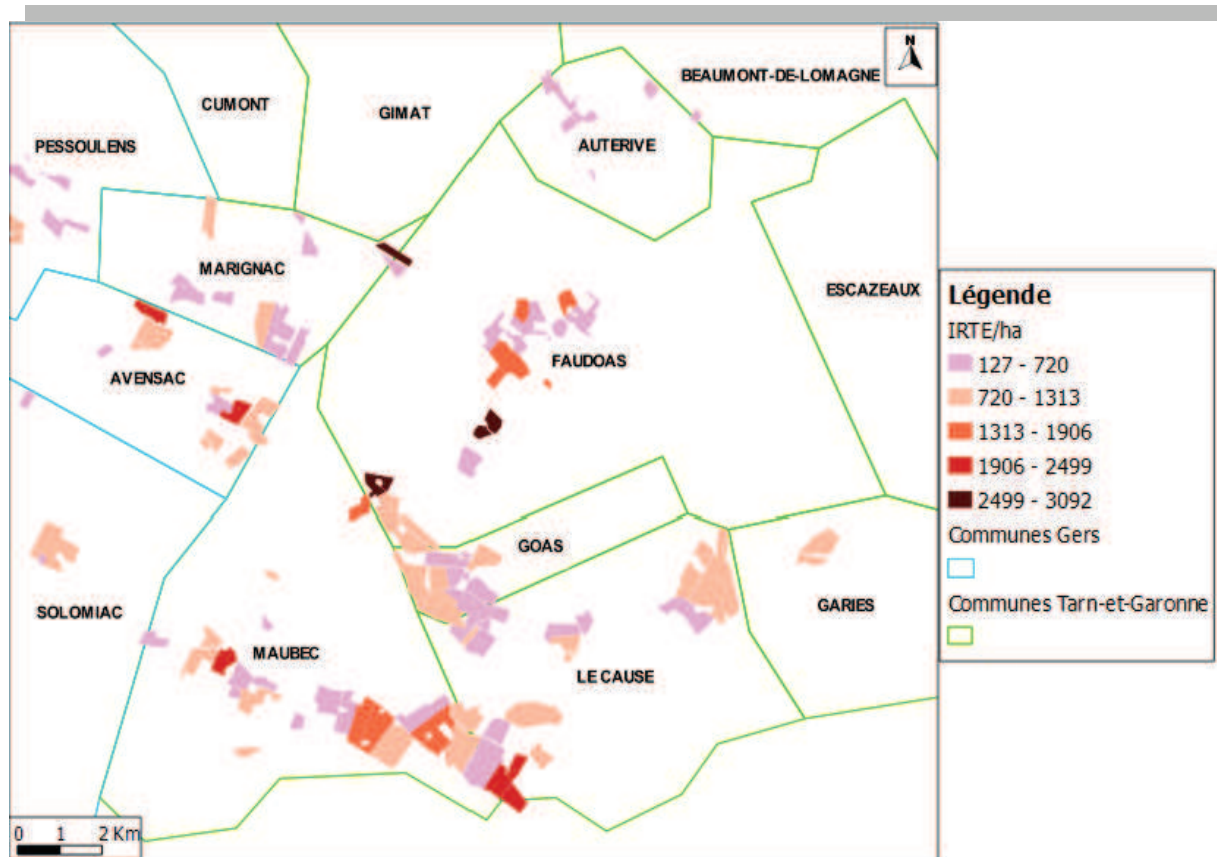 N
BEAUMONT-DE-LOMAGNE
CUMONT
GIMAT
PESSOULENS
AUTERIVE
MARIGNAC
ESCAZEAUX
FAUDOAS
AVENSAC
GOAS
SOLOMIAC
GARIES
MAUBEC
LE CAUSE
0 1 2 Km
Légende
IRTE/ha
127 - 720
720 - 1313
1313 - 1906
1906 - 2499
2499 - 3092
Communes Gers
Communes Tarn-et-Garonne